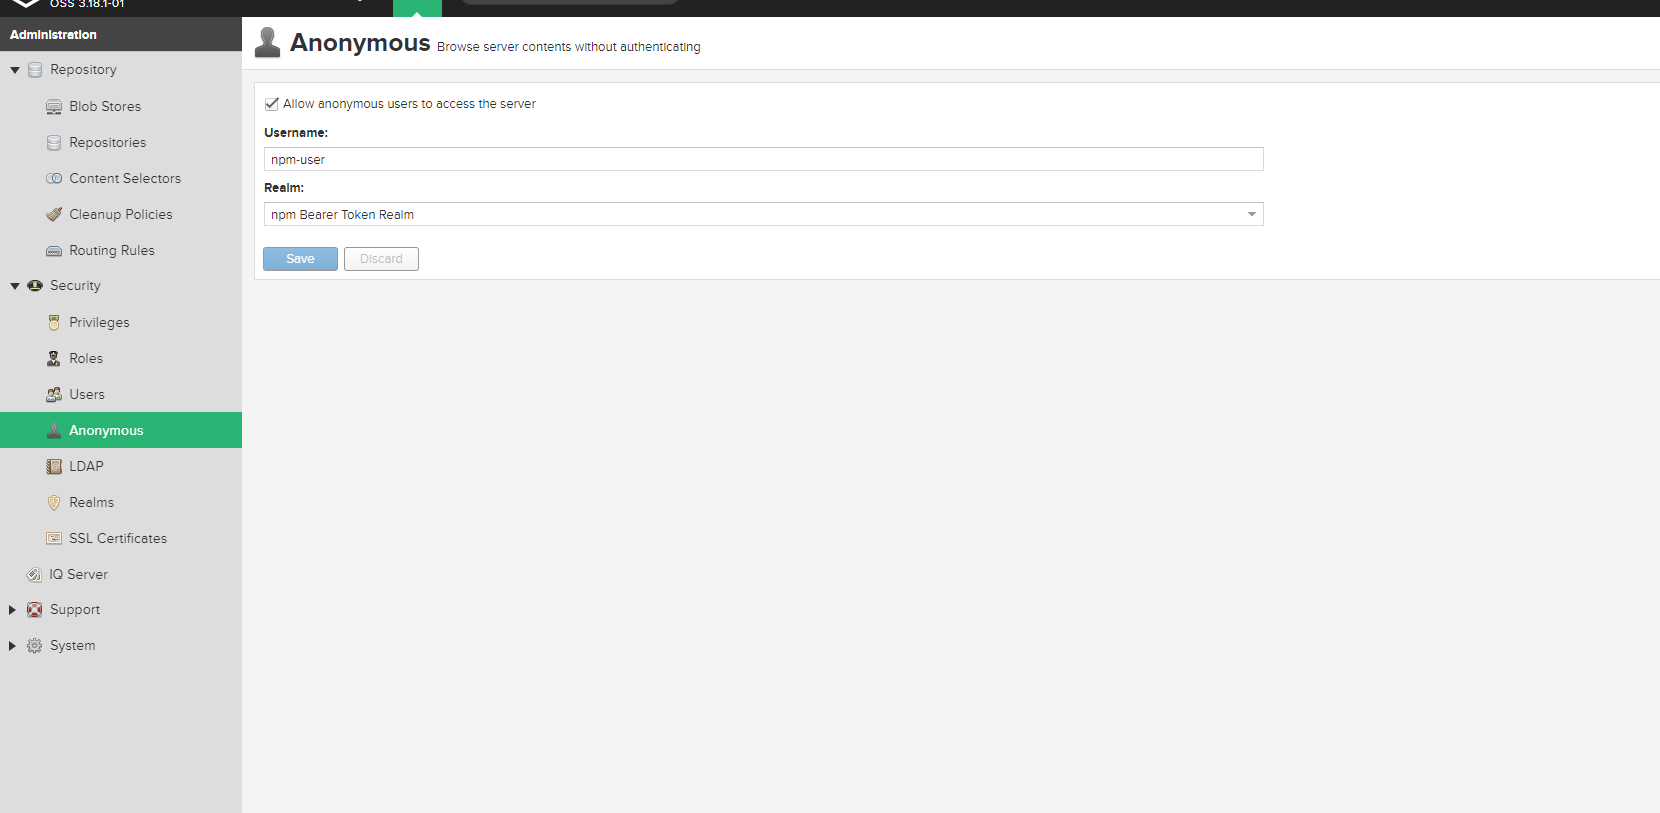 OSS 3.18.1-01
Administration
Anonymous Browse server contents without authenticating
Repository
Blob Stores
Repositories
Content Selectors
Cleanup Policies
Routing Rules
Security
Privileges
Roles
Users
Anonymous
LDAP
Realms
SSL Certificates
IQ Server
Support
System
Allow anonymous users to access the server
Username:
npm-user
Realm:
npm Bearer Token Realm
Save Discard